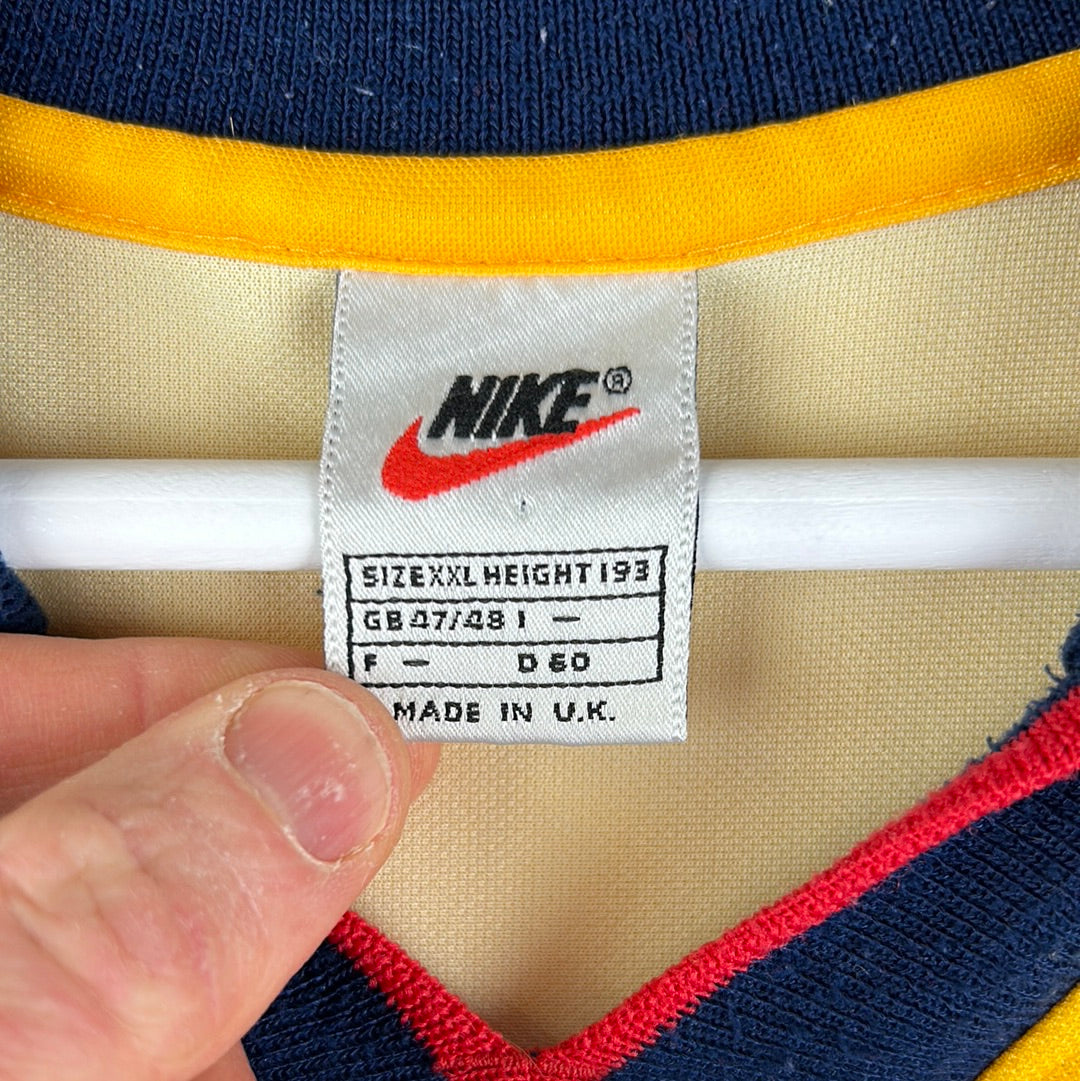 NIKE®
SIZE XXL HEIGHT 193
GB 47/48 I —
F — D 60
MADE IN U.K.